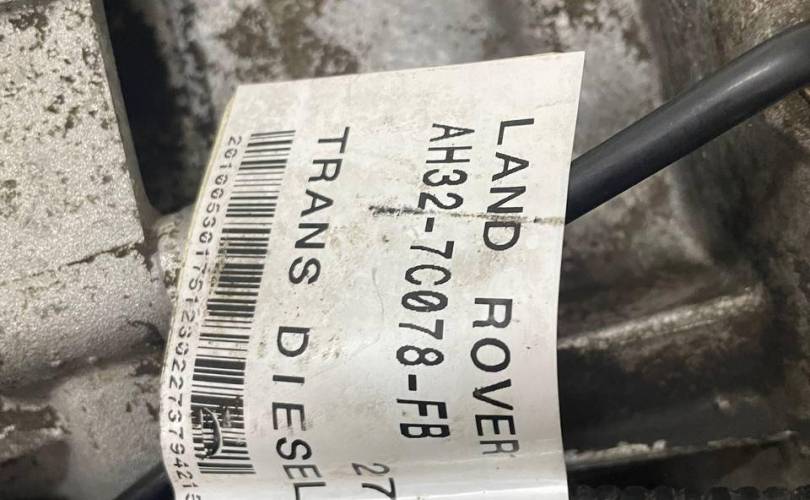 LAND ROVER
AH32-7C078-FB
27
TRANS DIESEL